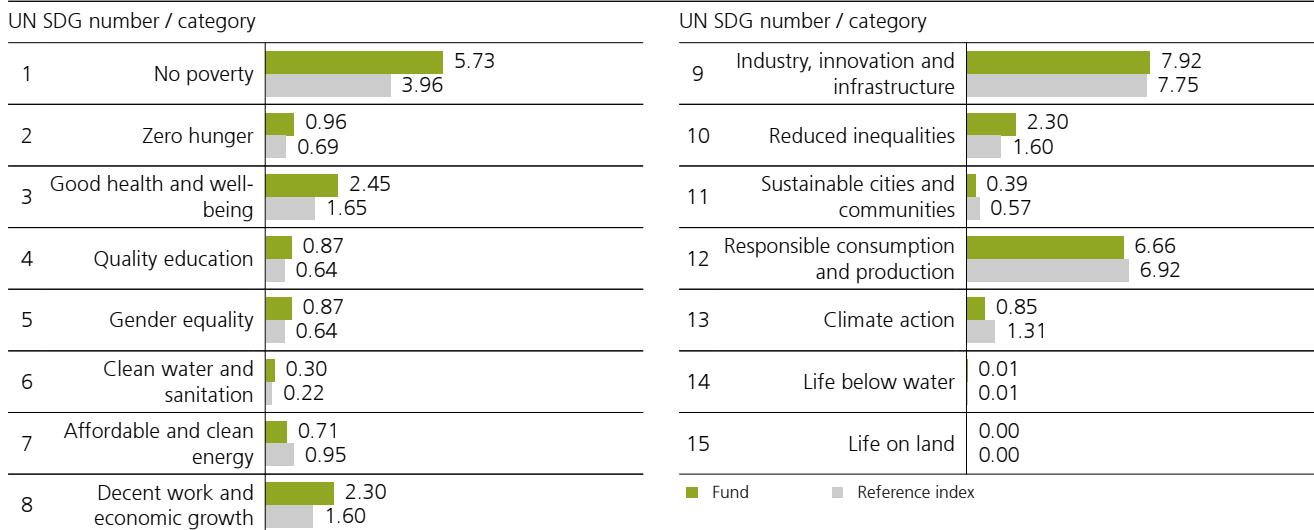 UN SDG number / category
1 No poverty 5.73
3.96
2 Zero hunger 0.96
0.69
3 Good health and well- 2.45
being 1.65
4 Quality education 0.87
0.64
5 Gender equality 0.87
0.64
6 Clean water and 0.30
sanitation 0.22
7 Affordable and clean 0.71
energy 0.95
8 Decent work and 2.30
economic growth 1.60
UN SDG number / category
9 Industry, innovation and 7.92
infrastructure 7.75
10 Reduced inequalities 2.30
1.60
11 Sustainable cities and 0.39
communities 0.57
12 Responsible consumption 6.66
and production 6.92
13 Climate action 0.85
1.31
14 Life below water 0.01
0.01
15 Life on land 0.00
0.00
Fund Reference index